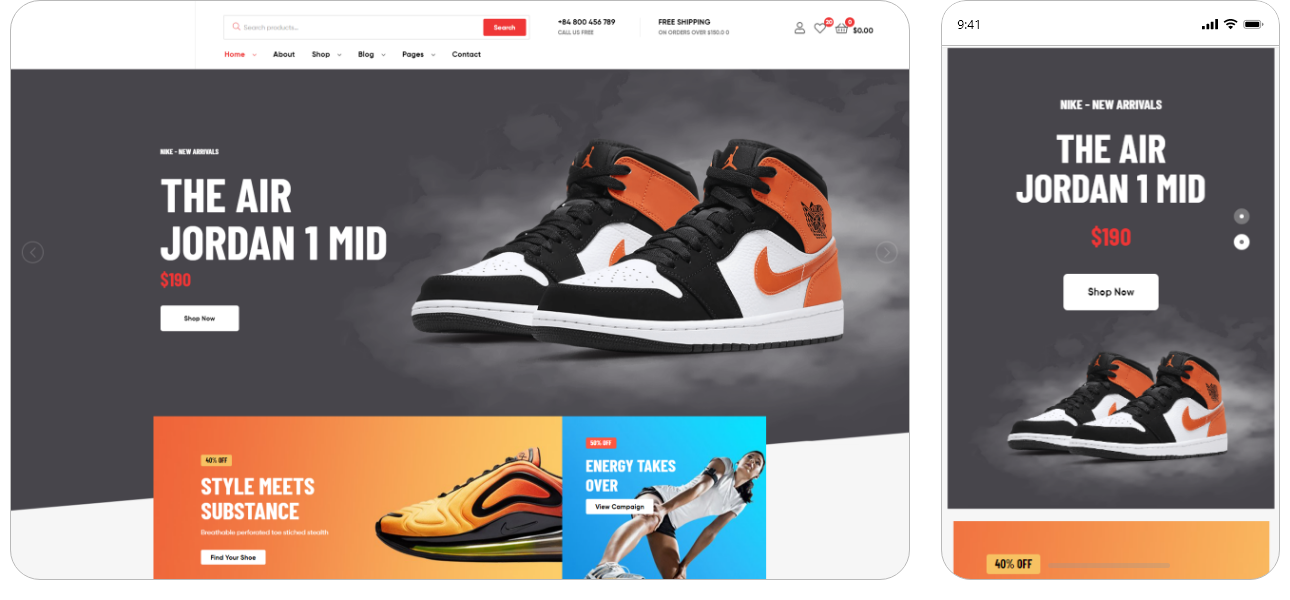 Search products...
Search
+84 800 456 789
CALL US FREE
FREE SHIPPING
ON ORDERS OVER $150.0 0
20
0
$0.00
Home
About
Shop
Blog
Pages
Contact
NIKE - NEW ARRIVALS
THE AIR
JORDAN 1 MID
$190
Shop Now
40% OFF
STYLE MEETS
SUBSTANCE
Breathable perforated toe stiched stealth
Find Your Shoe
50% OFF
ENERGY TAKES
OVER
View Campaign
9:41
NIKE - NEW ARRIVALS
THE AIR
JORDAN 1 MID
$190
Shop Now
40% OFF